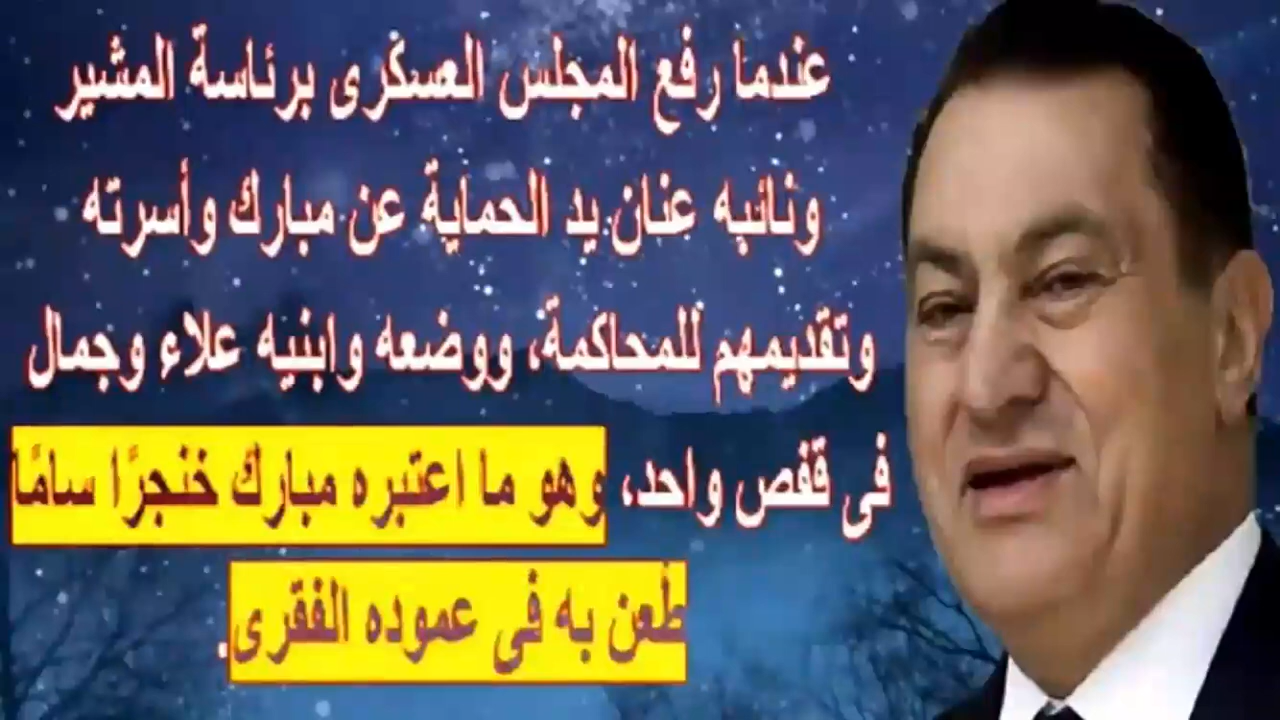 عندما رفع المجلس العسكرى برئاسة المشير
ونائبه عنان يد الحماية عن مبارك وأسرته
وتقديمهم للمحاكمة، ووضعه وابنيه علاء وجمال
فى قفص واحد، وهو ما اعتبره مبارك خنجرًا سامًا
طُعن به فى عموده الفقرى.